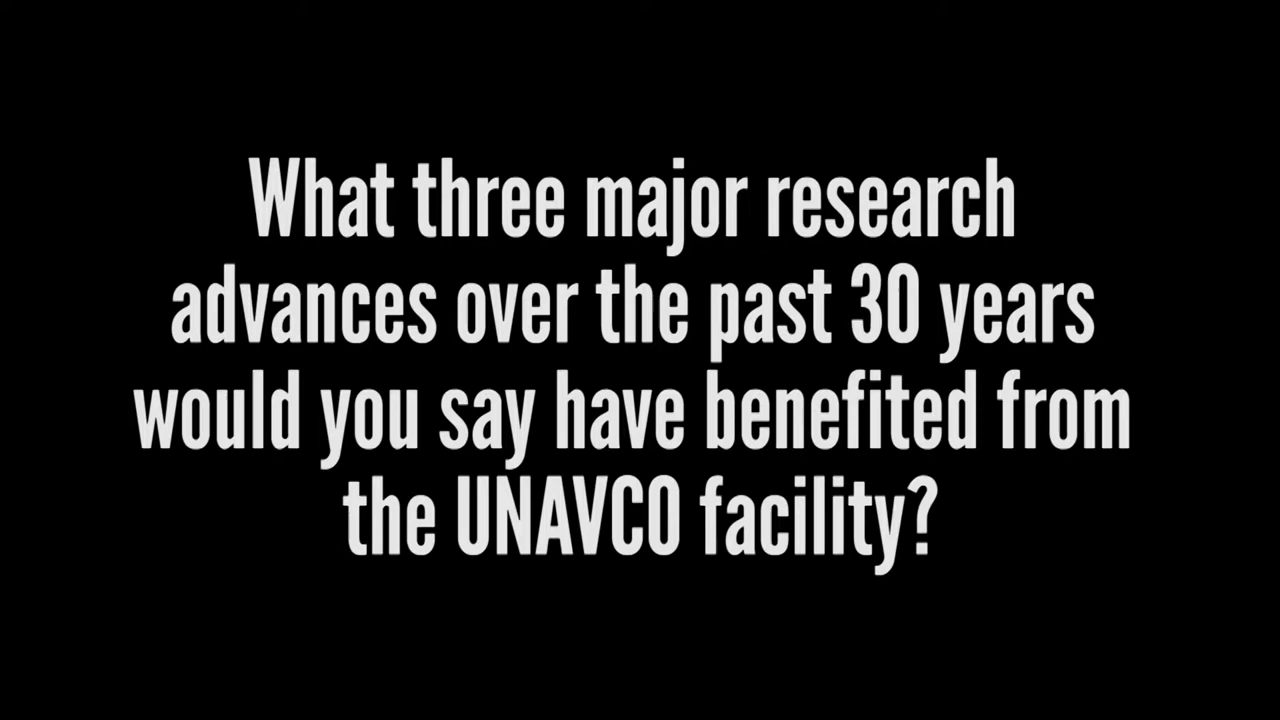 What three major research
advances over the past 30 years
would you say have benefited from
the UNAVCO facility?